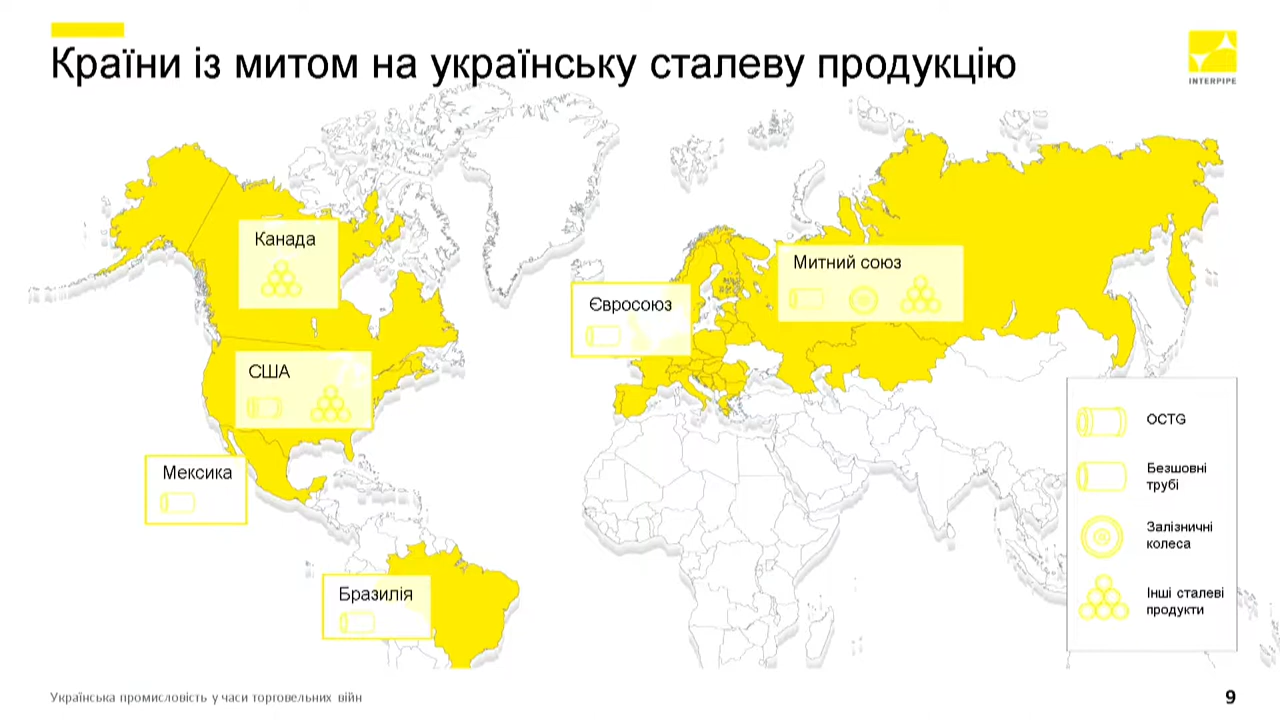 Країни із митом на українську сталеву продукцію
INTERPIPE
Канада
Митний союз
Євросоюз
США
Мексика
Бразилія
OCTG
Безшовні
трубі
Залізничні
колеса
Інші сталеві
продукти
Українська промисловість у часи торговельних війн
9